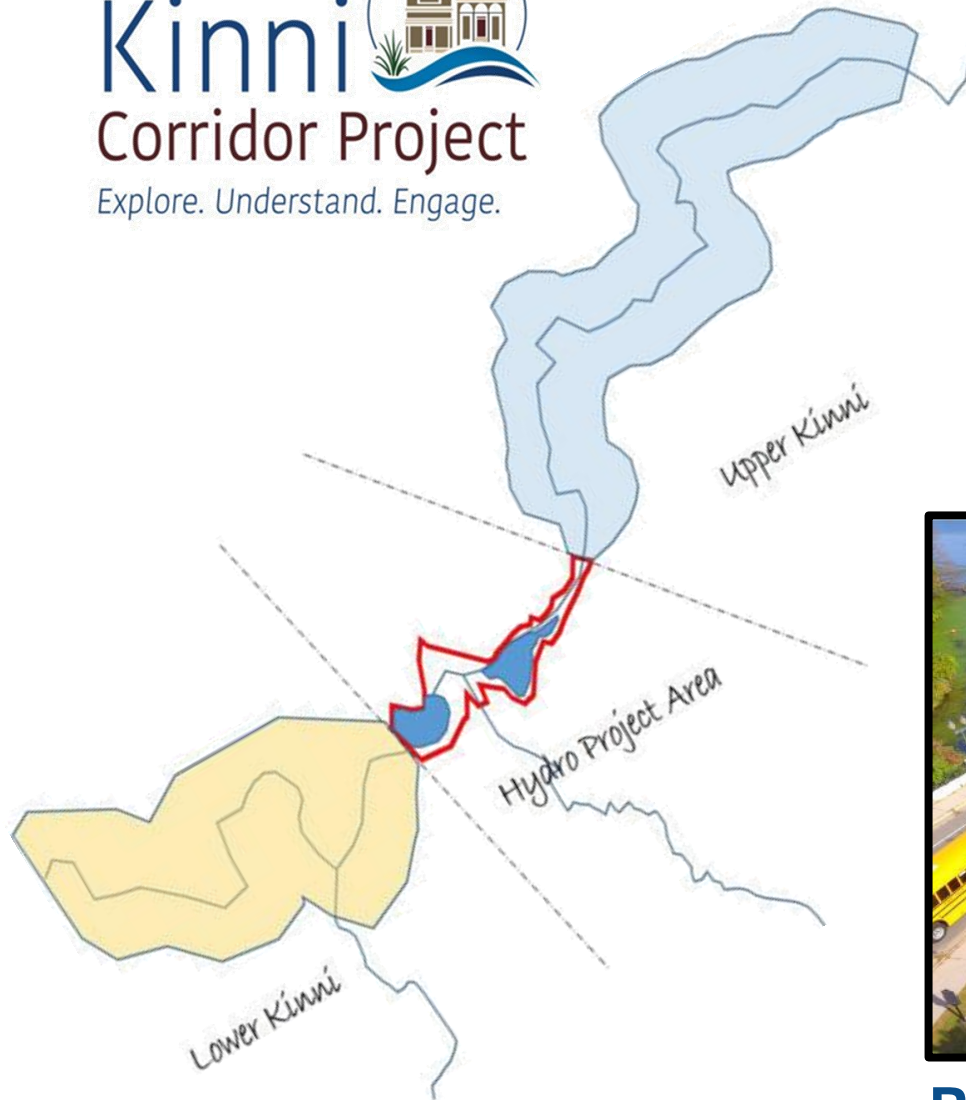 Kinni
Corridor Project
Explore. Understand. Engage.
Upper Kinni
Hydro Project Area
Lower Kinni